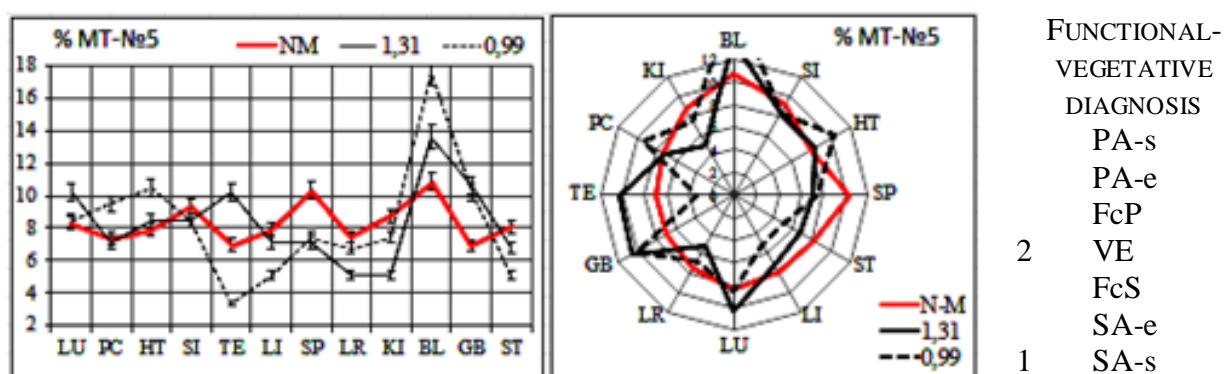 % MT-№5
NM 1,31 0,99
18
16
14
12
10
8
6
4
2
LU PC HT SI TE LI SP LR KI BL GB ST
% MT-№5
BL
SI
HT
SP
ST
LI
LU
LR
GB
TE
PC
KI
12
4
2
N-M
1,31
0,99
FUNCTIONAL-
VEGETATIVE
DIAGNOSIS
PA-s
PA-e
FcP
2 VE
FcS
SA-e
1 SA-s